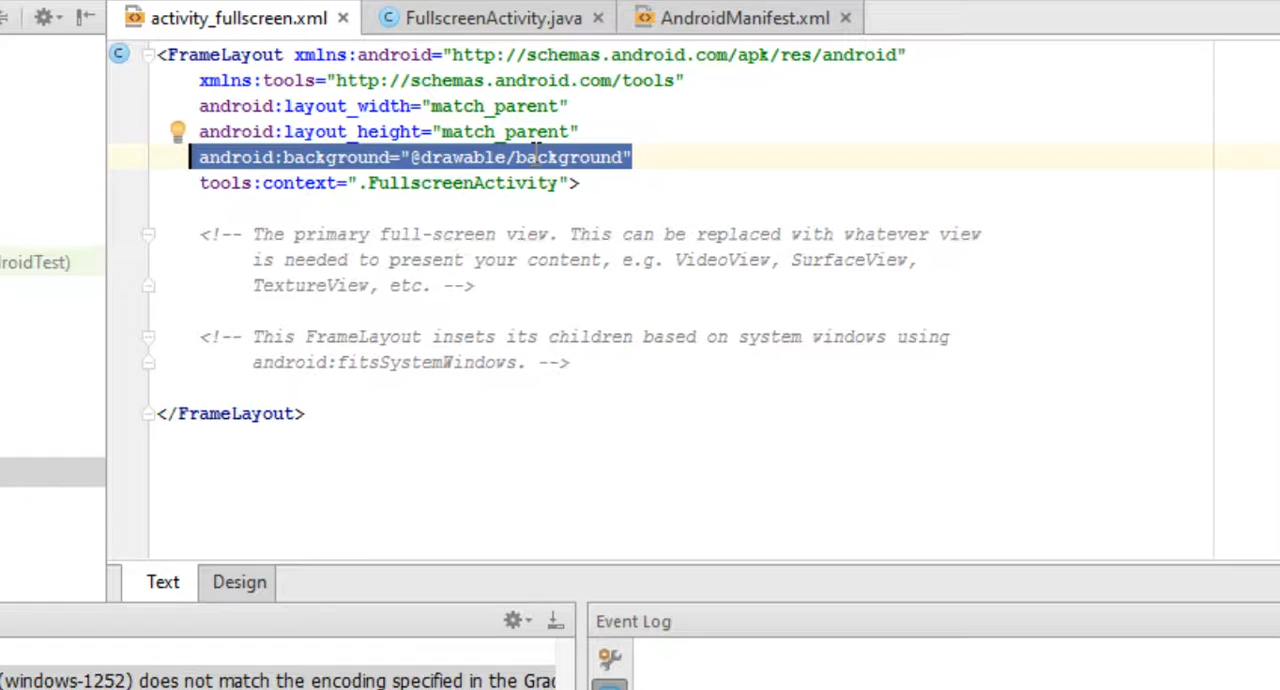 activity_fullscreen.xml
FullscreenActivity.java
AndroidManifest.xml
<FrameLayout xmlns:android="http://schemas.android.com/apk/res/android"
xmlns:tools="http://schemas.android.com/tools"
android:layout_width="match_parent"
android:layout_height="match_parent"
android:background="@drawable/background"
tools:context=".FullscreenActivity">
roidTest)
<!-- The primary full-screen view. This can be replaced with whatever view
is needed to present your content, e.g. VideoView, SurfaceView,
TextureView, etc. -->
<!-- This FrameLayout insets its children based on system windows using
android:fitsSystemWindows. -->
</FrameLayout>
Text
Design
Event Log
(windows-1252) does not match the encoding specified in the Grad